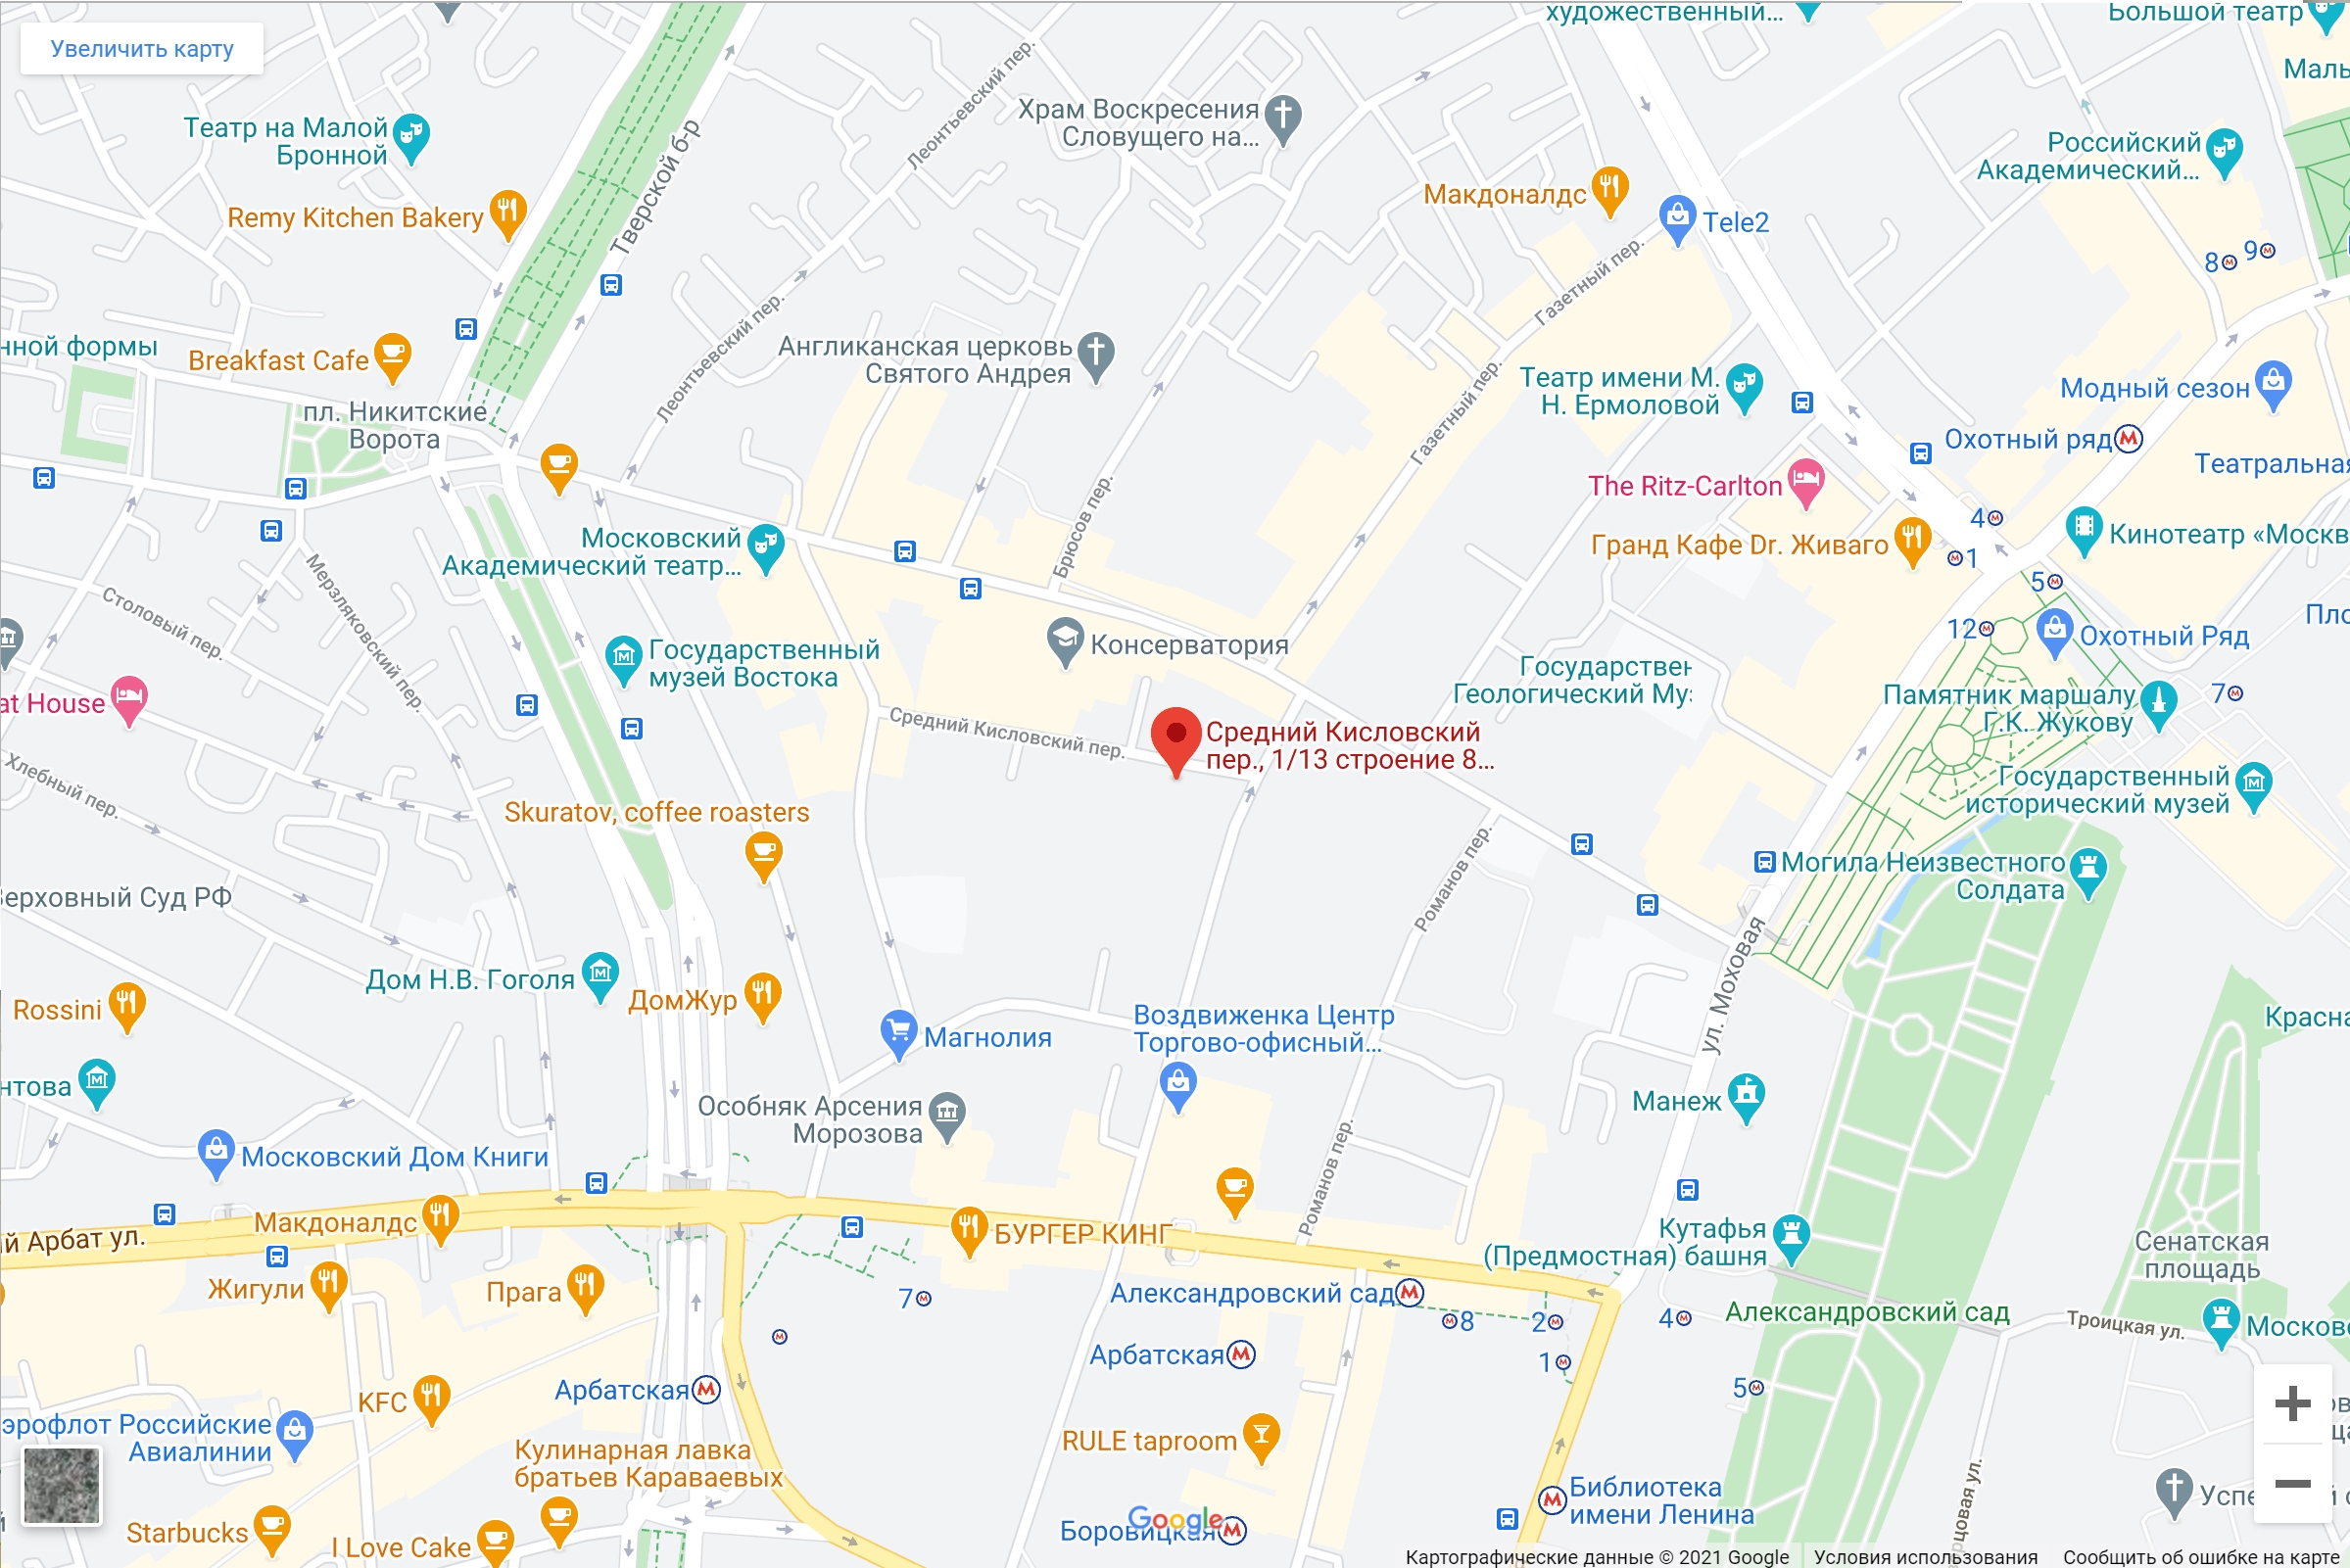 художественный...
Большой театр
Увеличить карту
Театр на Малой
Бронной
Тверской б-р
Леонтьевский пер.
Храм Воскресения
Словущего на...
Макдоналдс
Tele2
Российский
Академический...
Remy Kitchen Bakery
8
9
Газетный пер.
Леонтьевский пер.
нной формы
Breakfast Cafe
Англиканская церковь
Святого Андрея
Театр имени М.
Н. Ермоловой
Модный сезон
пл. Никитские
Ворота
Газетный пер.
Охотный ряд
Театральная
The Ritz-Carlton
Брюсов пер.
4
Московский
Академический театр...
Гранд Кафе Dr. Живаго
1
Кинотеатр «Москв
5
Мерзляковский пер.
Столовый пер.
Государственный
музей Востока
Консерватория
12
Охотный Ряд
Пло
Государствен
Геологический Му
at House
Средний Кисловский пер.
Средний Кисловский
пер., 1/13 строение 8...
Памятник маршалу
Г.К. Жукову
7
Хлебный пер.
Государственный
исторический музей
Skuratov, coffee roasters
Романов пер.
Могила Неизвестного
Солдата
Верховный Суд РФ
ул. Моховая
Дом Н.В. Гоголя
ДомЖур
Rossini
Магнолия
Воздвиженка Центр
Торгово-офисный...
Красна
нтова
Особняк Арсения
Морозова
Манеж
Московский Дом Книги
Романов пер.
й Арбат ул.
Макдоналдс
БУРГЕР КИНГ
Кутафья
(Предмостная) башня
Сенатская
площадь
Жигули
Прага
7
Александровский сад
8
2
4
Александровский сад
Троицкая ул.
Москов
Арбатская
1
Арбатская
5
KFC
эрофлот Российские
Авиалинии
RULE taproom
Кулинарная лавка
братьев Караваевых
Библиотека
имени Ленина
Starbucks
I Love Cake
Google
Боровицкая
Успе
Картографические данные © 2021 Google
Условия использования
Сообщить об ошибке на карте